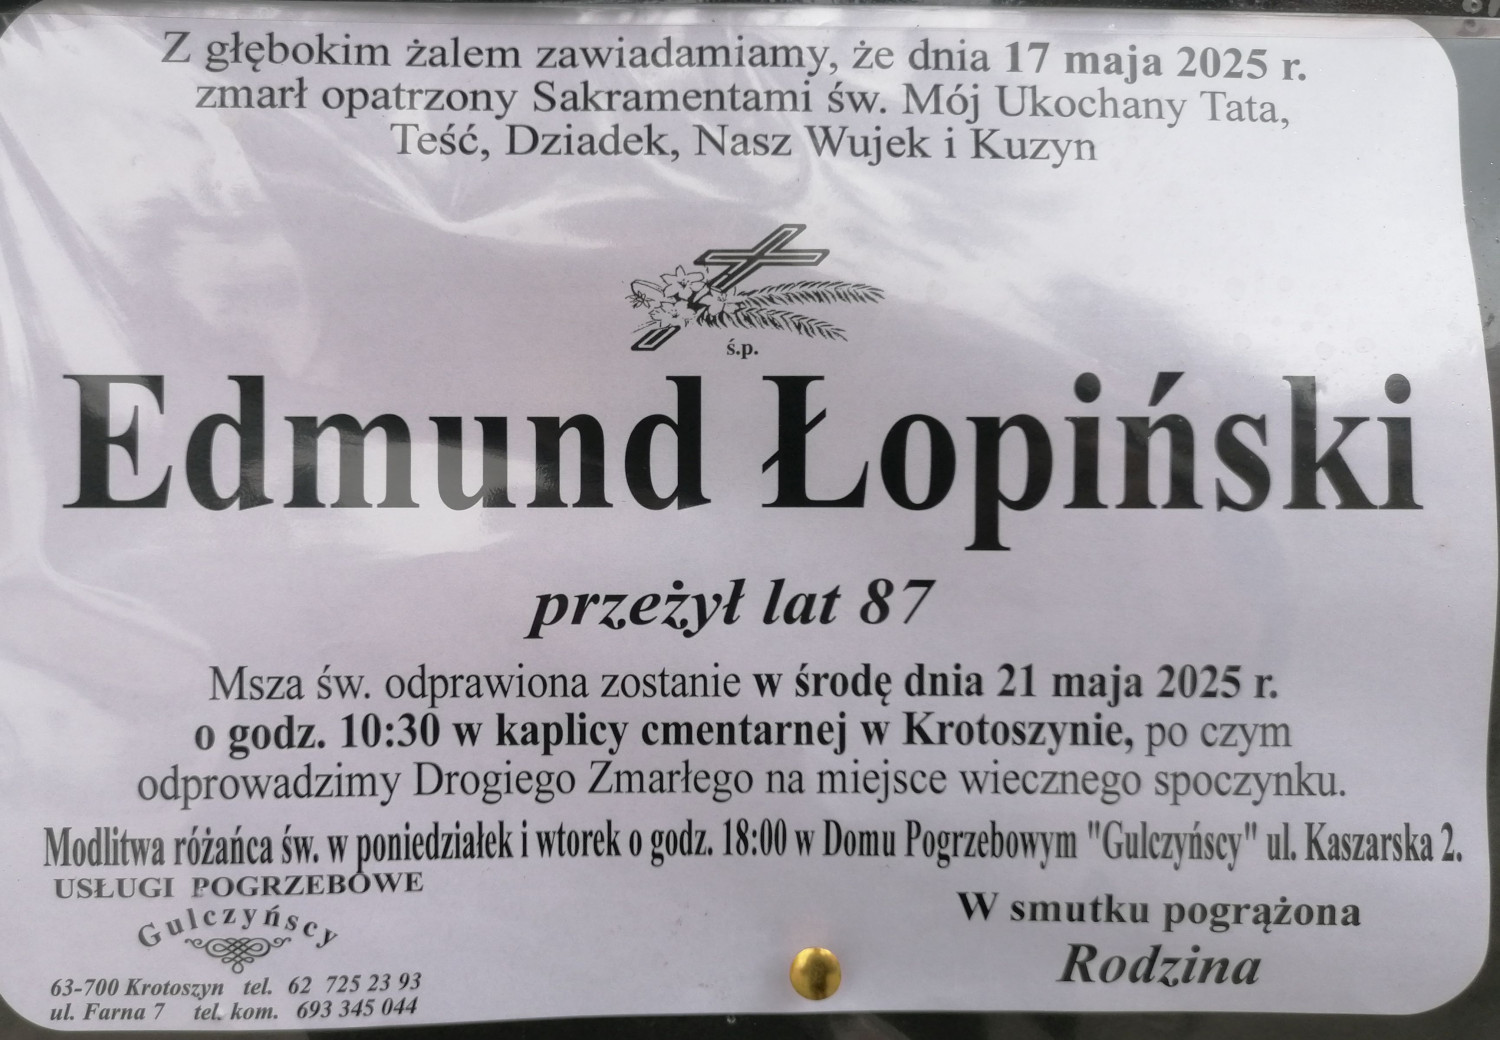 Z głębokim żalem zawiadamiamy, że dnia 17 maja 2025 r.
zmarł opatrzony Sakramentami św. Mój Ukochany Tata,
Teść, Dziadek, Nasz Wujek i Kuzyn
ś.p.
Edmund Łopiński
przeżył lat 87
Msza św. odprawiona zostanie w środę dnia 21 maja 2025 r.
o godz. 10:30 w kaplicy cmentarnej w Krotoszynie, po czym
odprowadzimy Drogiego Zmarłego na miejsce wiecznego spoczynku.
Modlitwa różańca św. w poniedziałek i wtorek o godz. 18:00 w Domu Pogrzebowym "Gulczyńscy" ul. Kaszarska 2.
USŁUGI POGRZEBOWE
Gulczyńscy
63-700 Krotoszyn tel. 62 725 23 93
ul. Farna 7 tel. kom. 693 345 044
W smutku pogrążona
Rodzina